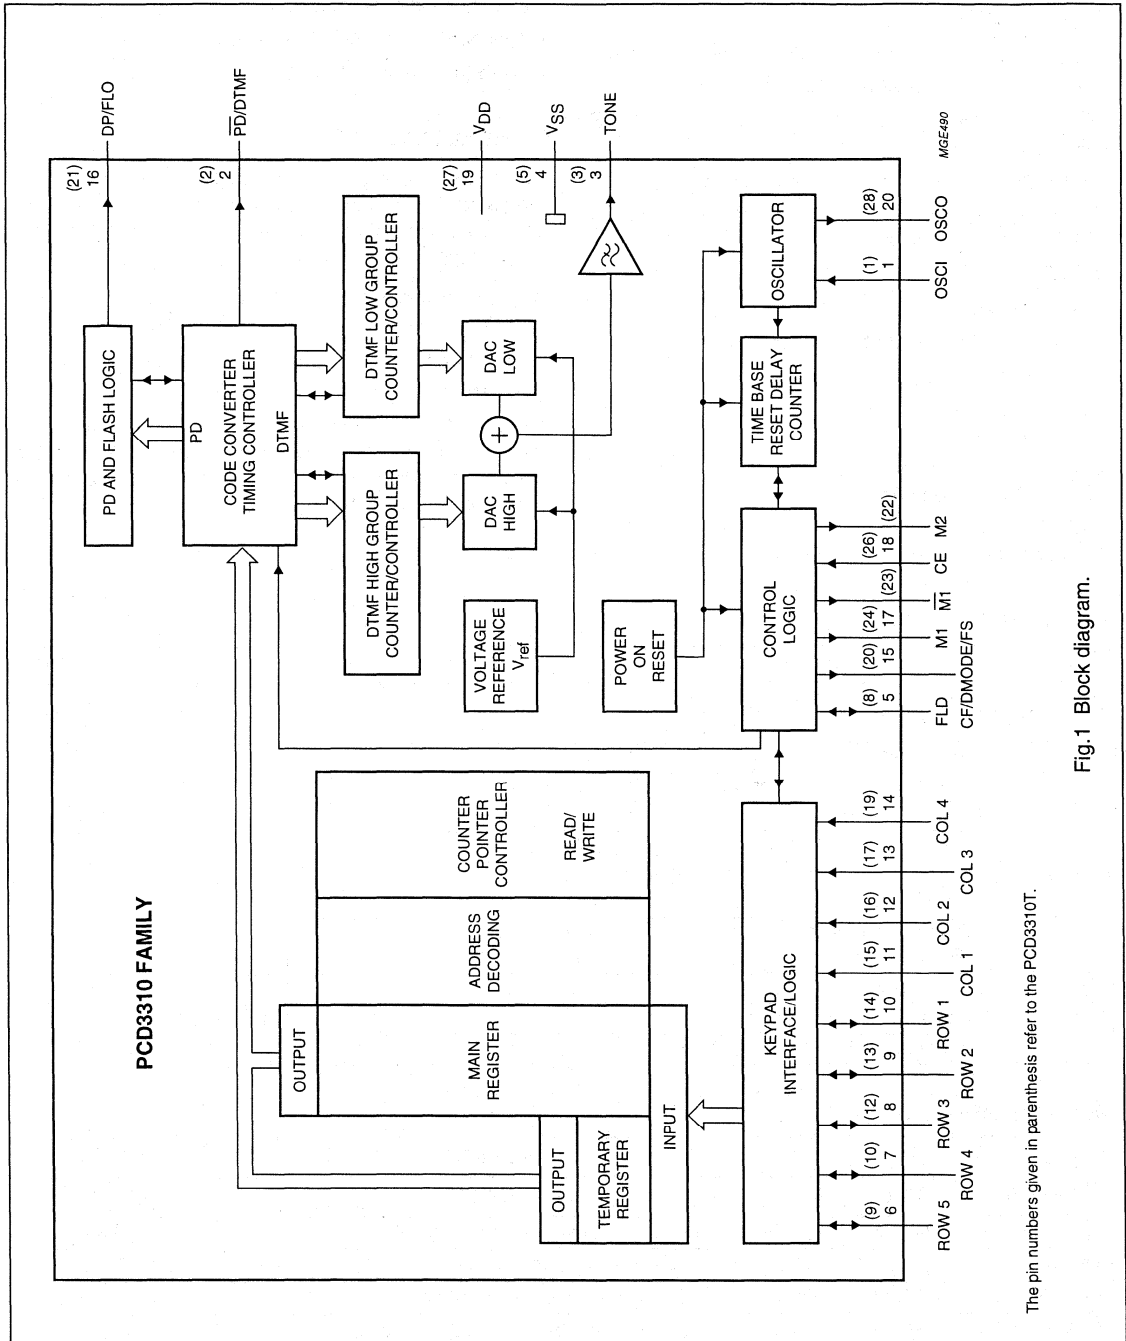 PCD3310 FAMILY
OUTPUT
MAIN
REGISTER
ADDRESS
DECODING
COUNTER
POINTER
CONTROLLER
READ/
WRITE
OUTPUT
TEMPORARY
REGISTER
INPUT
PD AND FLASH LOGIC
PD
CODE CONVERTER
TIMING CONTROLLER
DTMF
DTMF HIGH GROUP
COUNTER/CONTROLLER
DTMF LOW GROUP
COUNTER/CONTROLLER
VOLTAGE
REFERENCE
Vref
DAC
HIGH
+
DAC
LOW
POWER
ON
RESET
KEYPAD
INTERFACE/LOGIC
CONTROL
LOGIC
TIME BASE
RESET DELAY
COUNTER
OSCILLATOR
(21)
16
DP/FLO
(2)
2
PD/DTMF
(27)
19
VDD
(5)
4
VSS
(3)
3
TONE
(9)
6
ROW 5
(10)
7
ROW 4
(12)
8
ROW 3
(13)
9
ROW 2
(14)
10
ROW 1
(15)
11
COL 1
(16)
12
COL 2
(17)
13
COL 3
(19)
14
COL 4
(8)
5
FLD
(20)
15
CF/DMODE/FS
(24)
17
M1
(23)
M1
(26)
18
CE
(22)
M2
(1)
1
OSCI
(28)
20
OSCO
MGE490
The pin numbers given in parenthesis refer to the PCD3310T.
Fig.1 Block diagram.